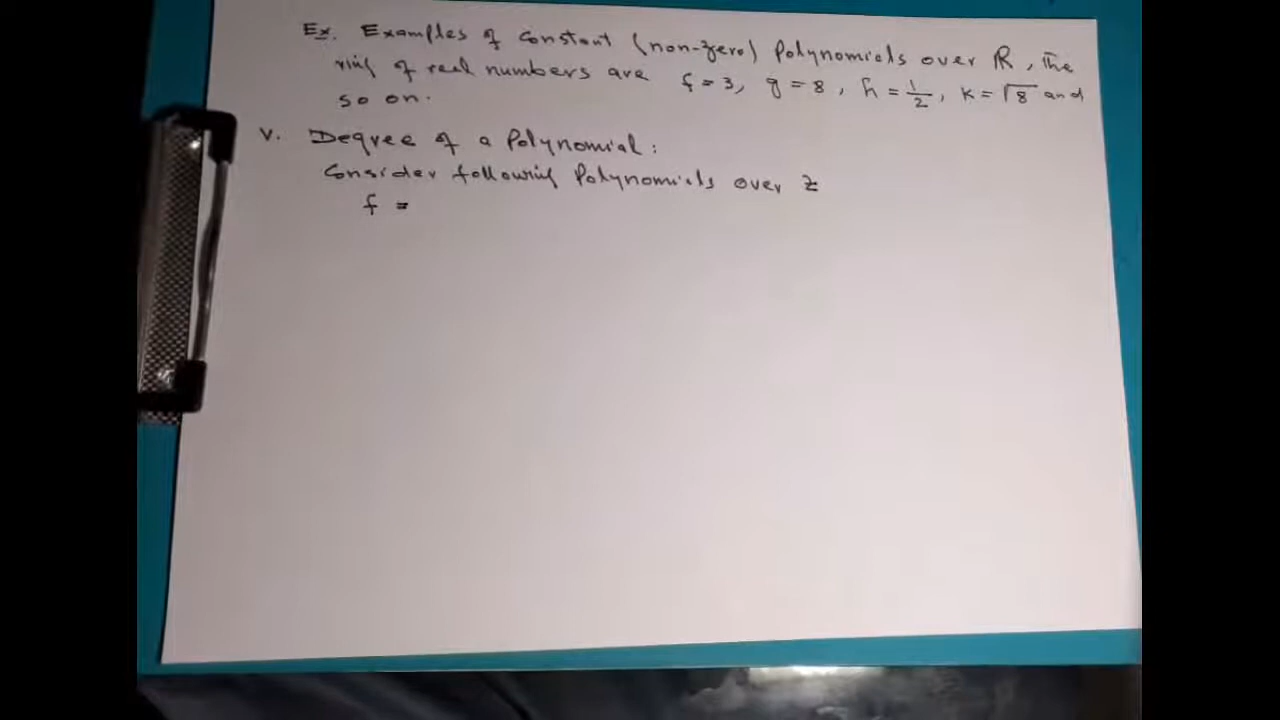 Ex. Examples of constant (non-zero) Polynomials over R, the
ring of real numbers are f = 3, g = 8, h = 1/2, K = √8 and
so on.
V. Degree of a Polynomial:
Consider following Polynomials over Z
f =